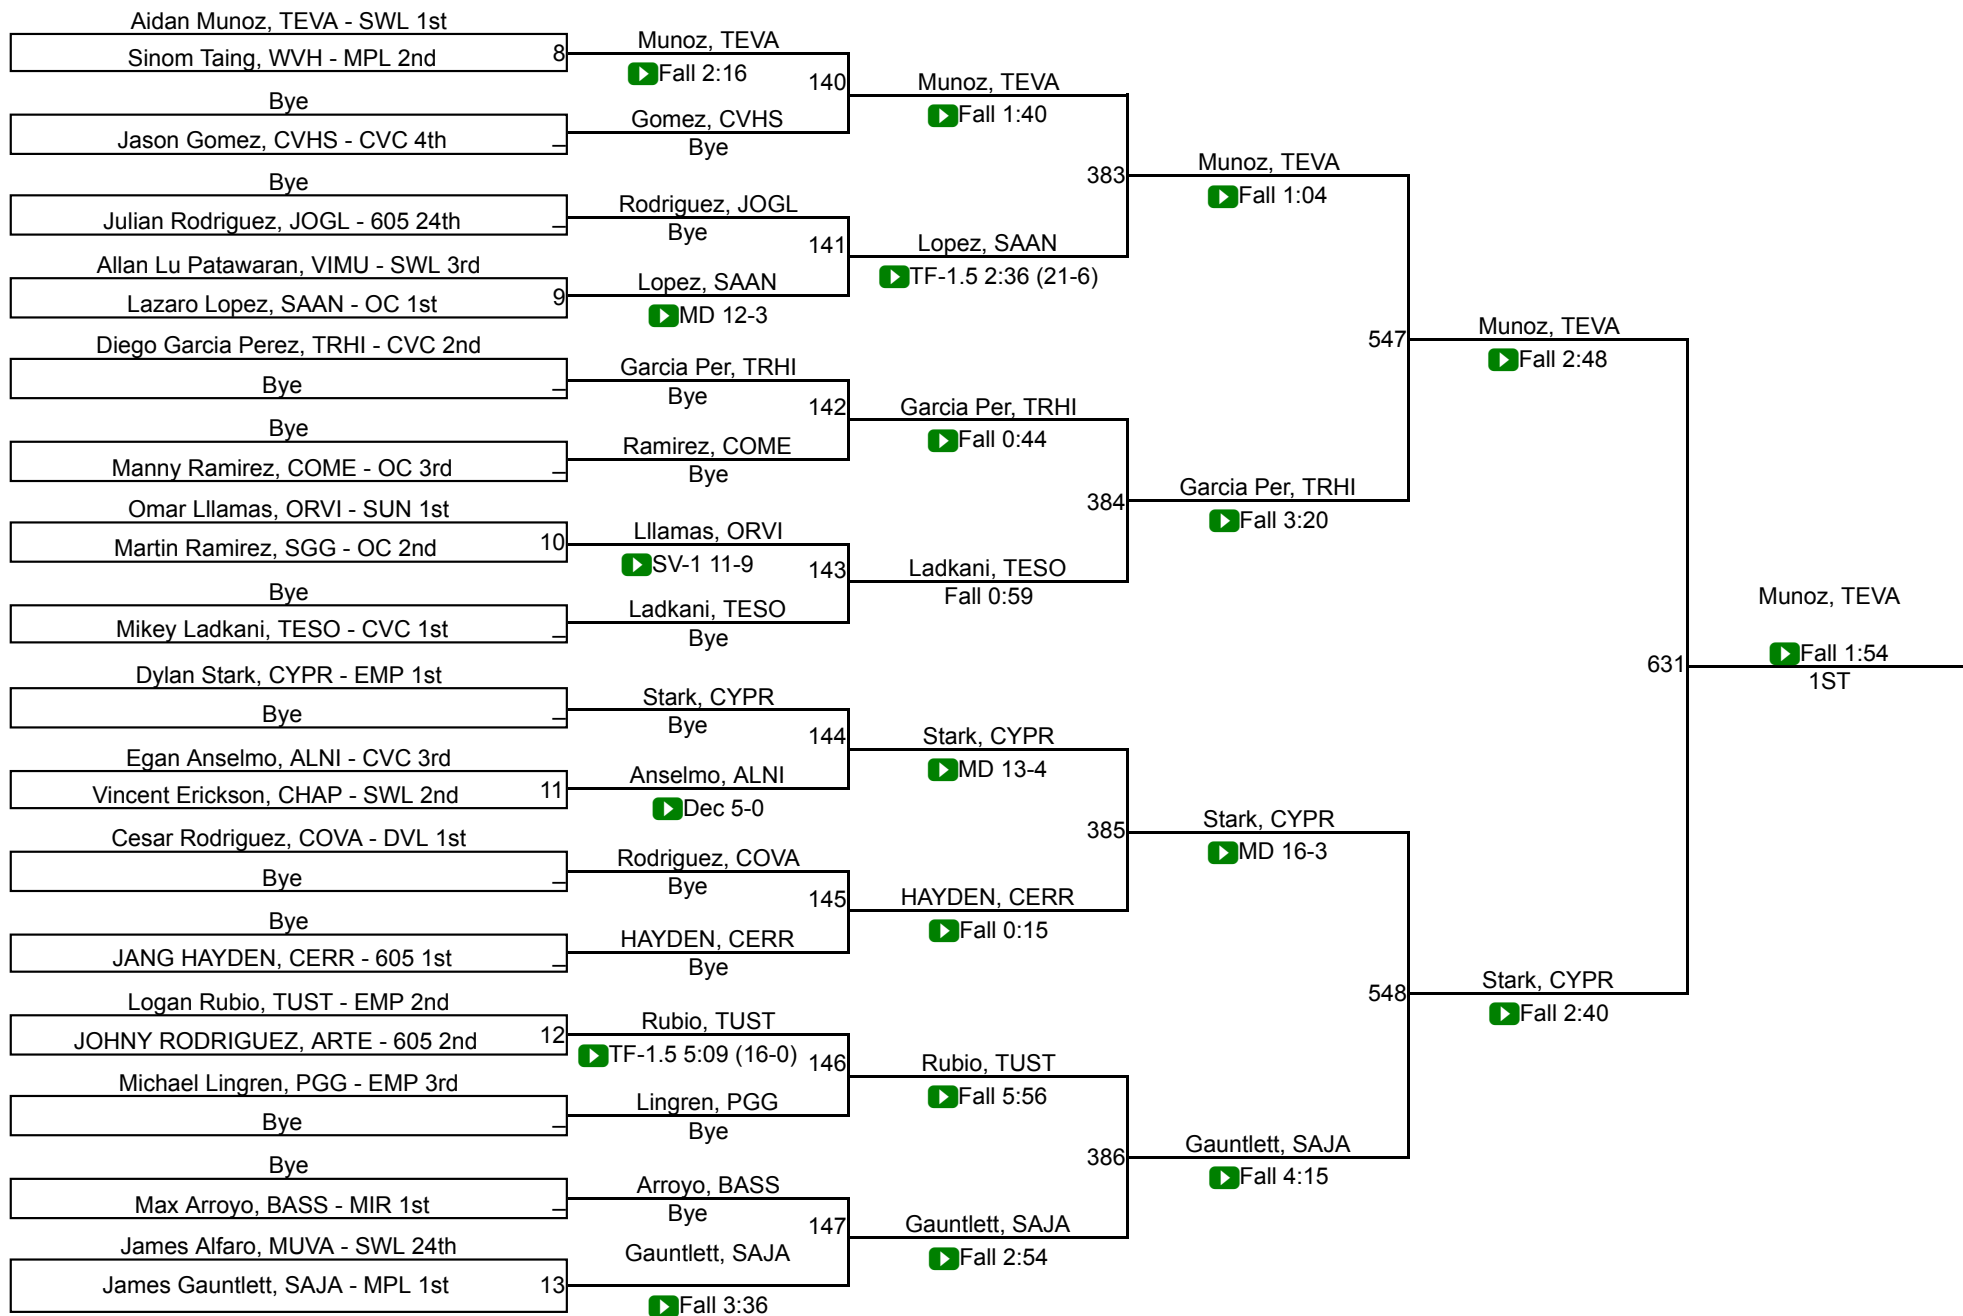 Aidan Munoz, TEVA - SWL 1st
Sinom Taing, WVH - MPL 2nd
8
Bye
Jason Gomez, CVHS - CVC 4th
Bye
Julian Rodriguez, JOGL - 605 24th
Allan Lu Patawaran, VIMU - SWL 3rd
Lazaro Lopez, SAAN - OC 1st
9
Diego Garcia Perez, TRHI - CVC 2nd
Bye
Bye
Manny Ramirez, COME - OC 3rd
Omar Lllamas, ORVI - SUN 1st
Martin Ramirez, SGG - OC 2nd
10
Bye
Mikey Ladkani, TESO - CVC 1st
Dylan Stark, CYPR - EMP 1st
Bye
Egan Anselmo, ALNI - CVC 3rd
Vincent Erickson, CHAP - SWL 2nd
11
Cesar Rodriguez, COVA - DVL 1st
Bye
Bye
JANG HAYDEN, CERR - 605 1st
Logan Rubio, TUST - EMP 2nd
JOHNY RODRIGUEZ, ARTE - 605 2nd
12
Michael Lingren, PGG - EMP 3rd
Bye
Bye
Max Arroyo, BASS - MIR 1st
James Alfaro, MUVA - SWL 24th
James Gauntlett, SAJA - MPL 1st
13
Munoz, TEVA
Fall 2:16
140
Gomez, CVHS
Bye
Rodriguez, JOGL
Bye
141
Lopez, SAAN
MD 12-3
Garcia Per, TRHI
Bye
142
Ramirez, COME
Bye
Lllamas, ORVI
SV-1 11-9
143
Ladkani, TESO
Bye
Stark, CYPR
Bye
144
Anselmo, ALNI
Dec 5-0
Rodriguez, COVA
Bye
145
HAYDEN, CERR
Bye
Rubio, TUST
TF-1.5 5:09 (16-0)
146
Lingren, PGG
Bye
Arroyo, BASS
Bye
147
Gauntlett, SAJA
Fall 3:36
Munoz, TEVA
Fall 1:40
383
Lopez, SAAN
TF-1.5 2:36 (21-6)
Garcia Per, TRHI
Fall 0:44
384
Ladkani, TESO
Fall 0:59
Stark, CYPR
MD 13-4
385
HAYDEN, CERR
Fall 0:15
Rubio, TUST
Fall 5:56
386
Gauntlett, SAJA
Fall 2:54
Munoz, TEVA
Fall 1:04
547
Garcia Per, TRHI
Fall 3:20
Stark, CYPR
MD 16-3
548
Gauntlett, SAJA
Fall 4:15
Munoz, TEVA
Fall 2:48
631
Stark, CYPR
Fall 2:40
Munoz, TEVA
Fall 1:54
1ST